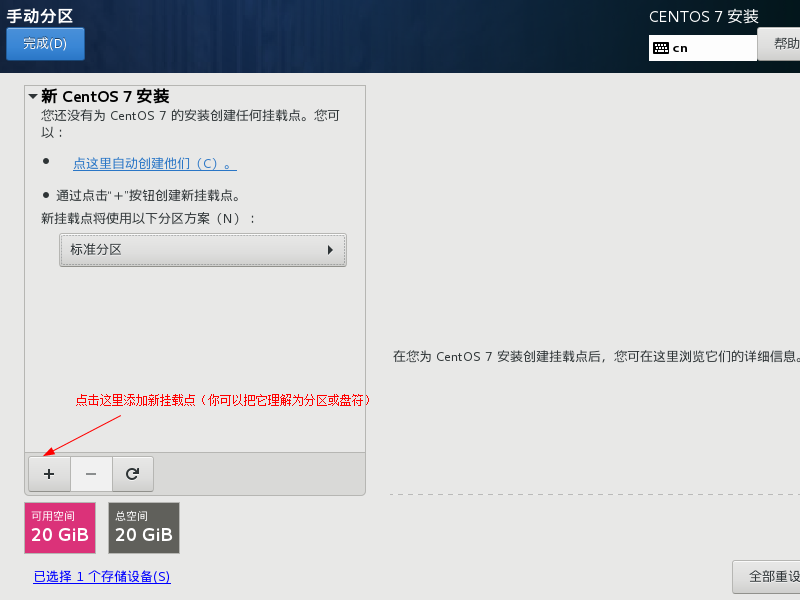 手动分区
CENTOS 7 安装
完成(D)
cn
帮助
新 CentOS 7 安装
您还没有为 CentOS 7 的安装创建任何挂载点。您可
以：
点这里自动创建他们（C）。
通过点击“+”按钮创建新挂载点。
新挂载点将使用以下分区方案（N）：
标准分区
在您为 CentOS 7 安装创建挂载点后，您可在这里浏览它们的详细信息。
点击这里添加新挂载点（你可以把它理解为分区或盘符）
+ −
可用空间
20 GiB
总空间
20 GiB
已选择 1 个存储设备(S)
全部重设